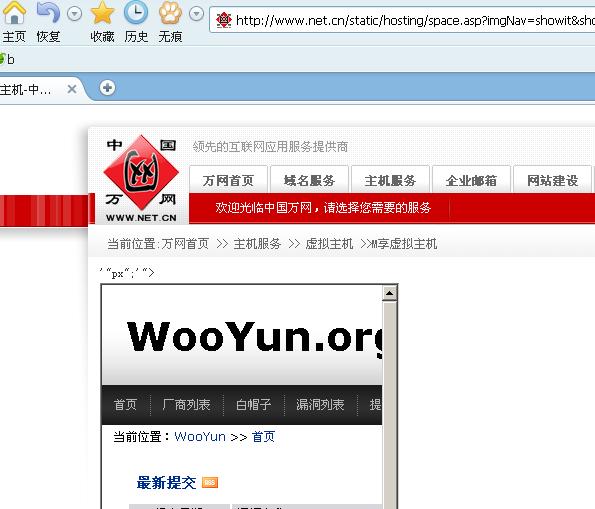 主页 恢复 收藏 历史 无痕
http://www.net.cn/static/hosting/space.asp?imgNav=showit&sho
b
主机-中...
中 国
万 网
WWW.NET.CN
领先的互联网应用服务提供商
万网首页 域名服务 主机服务 企业邮箱 网站建设
欢迎光临中国万网，请选择您需要的服务
当前位置:万网首页 >> 主机服务 >> 虚拟主机 >>M享虚拟主机
'"px";'">
WooYun.org
首页 厂商列表 白帽子 漏洞列表 提
当前位置：WooYun >> 首页
最新提交 RSS